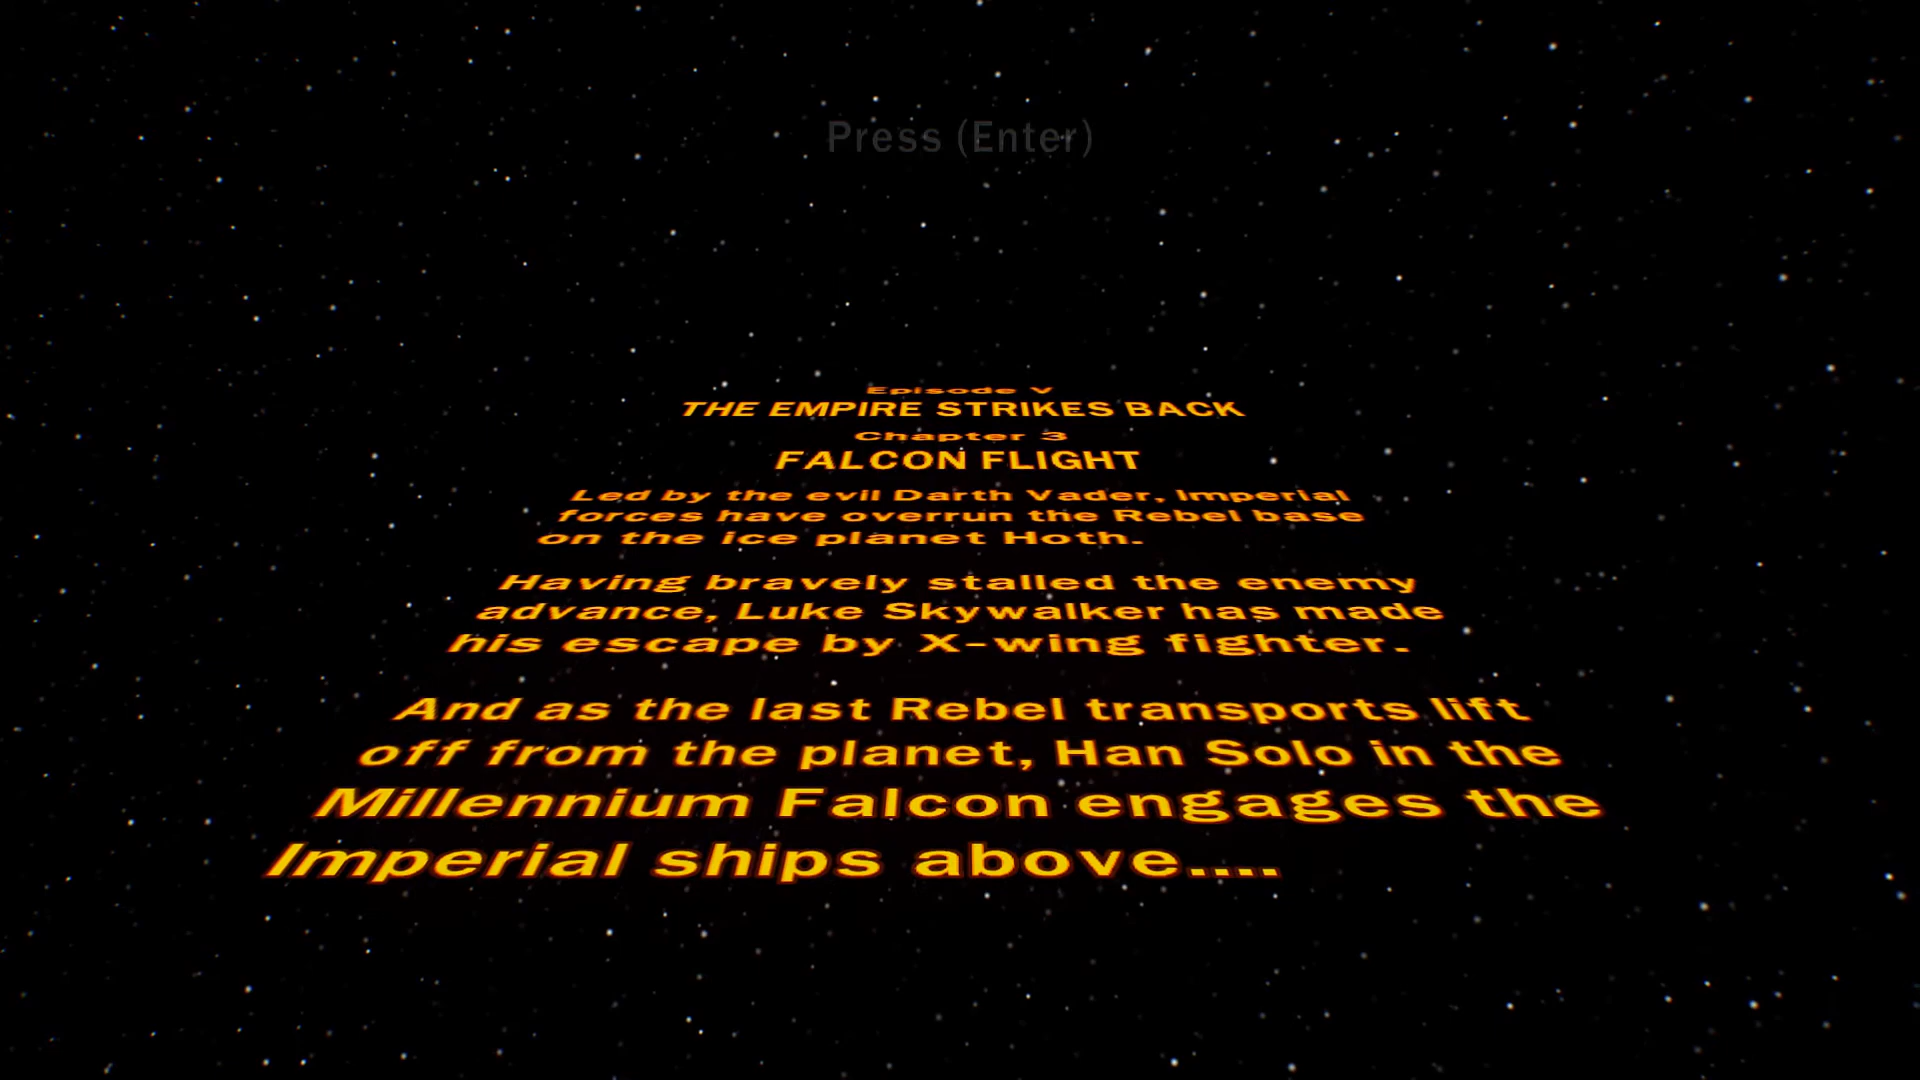 Press (Enter)
Episode V
THE EMPIRE STRIKES BACK
Chapter 3
FALCON FLIGHT
Led by the evil Darth Vader, Imperial
forces have overrun the Rebel base
on the ice planet Hoth.
Having bravely stalled the enemy
advance, Luke Skywalker has made
his escape by X-wing fighter.
And as the last Rebel transports lift
off from the planet, Han Solo in the
Millennium Falcon engages the
Imperial ships above....